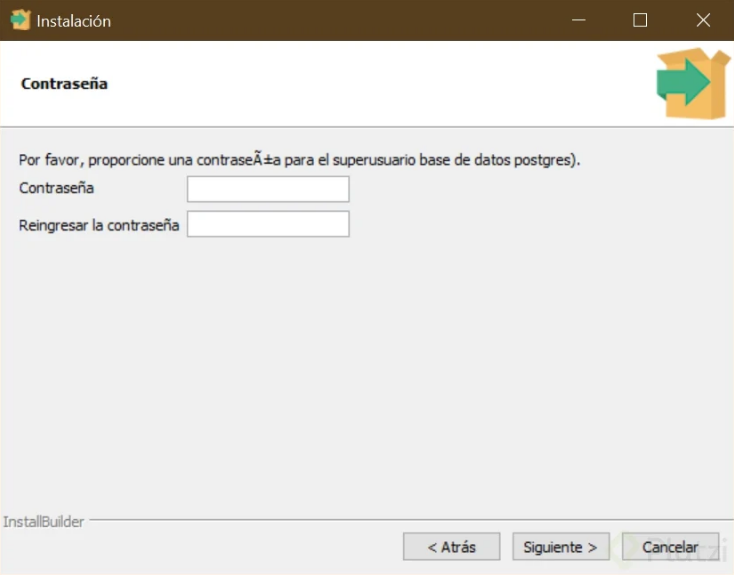 Instalación
Contraseña
Por favor, proporcione una contraseÃ±a para el superusuario base de datos postgres).
Contraseña
Reingresar la contraseña
InstallBuilder
< Atrás
Siguiente >
Cancelar
Platzi